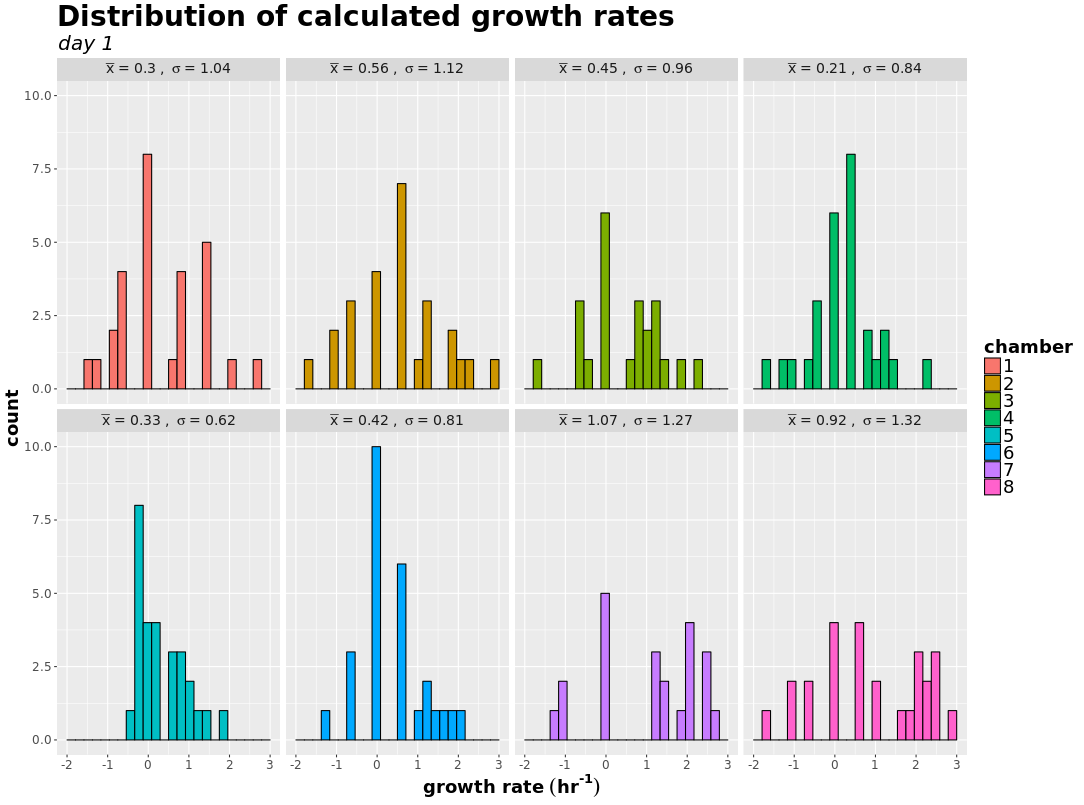 Distribution of calculated growth rates
day 1
x̅ = 0.3 , σ = 1.04
x̅ = 0.56 , σ = 1.12
x̅ = 0.45 , σ = 0.96
x̅ = 0.21 , σ = 0.84
10.0
7.5
5.0
2.5
0.0
x̅ = 0.33 , σ = 0.62
x̅ = 0.42 , σ = 0.81
x̅ = 1.07 , σ = 1.27
x̅ = 0.92 , σ = 1.32
10.0
7.5
5.0
2.5
0.0
-2 -1 0 1 2 3
-2 -1 0 1 2 3
-2 -1 0 1 2 3
-2 -1 0 1 2 3
count
growth rate (hr⁻¹)
chamber
1
2
3
4
5
6
7
8